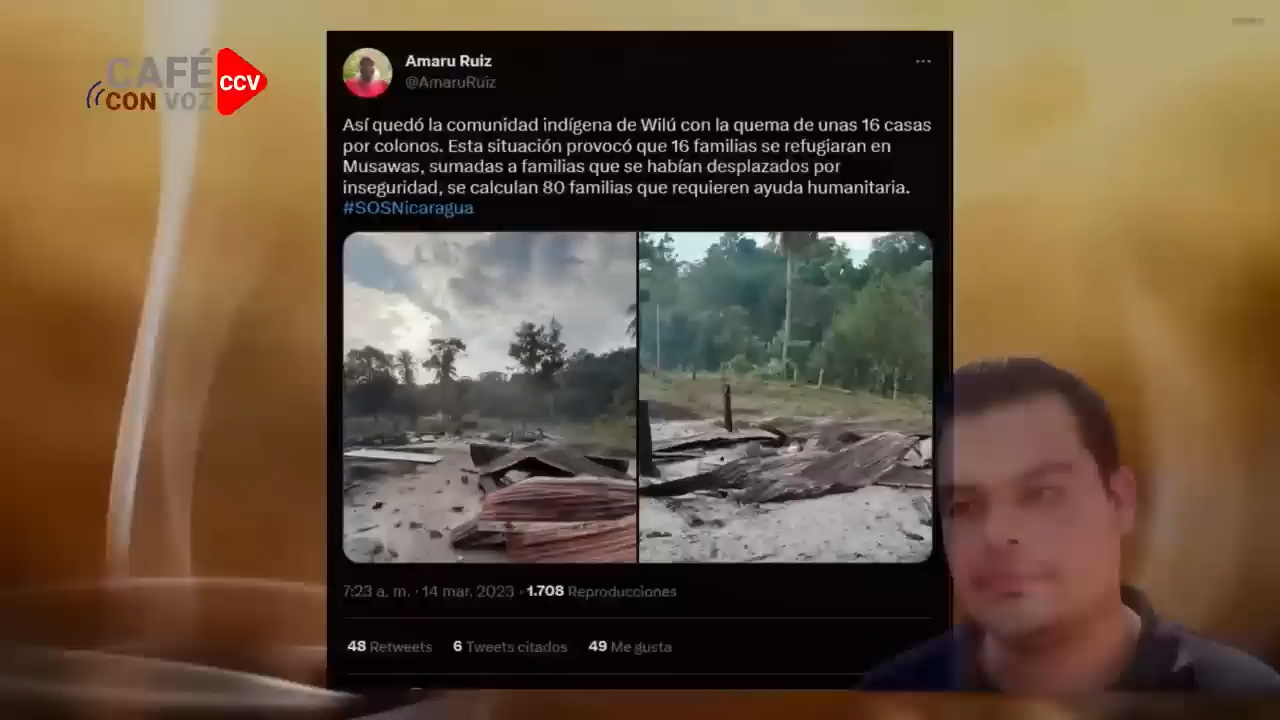 CAFÉ
CON VOZ
CCV
Amaru Ruiz
@AmaruRuiz
Así quedó la comunidad indígena de Wilú con la quema de unas 16 casas
por colonos. Esta situación provocó que 16 familias se refugiaran en
Musawas, sumadas a familias que se habían desplazados por
inseguridad, se calculan 80 familias que requieren ayuda humanitaria.
#SOSNicaragua
7:23 a. m. · 14 mar. 2023 · 1.708 Reproducciones
48 Retweets 6 Tweets citados 49 Me gusta